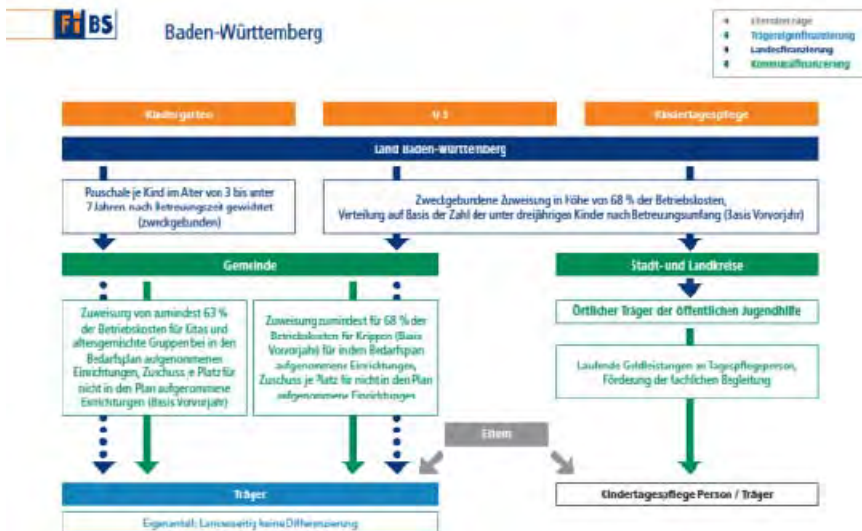 FiBS
Baden-Württemberg
Elternbeiträge
Trägereigenfinanzierung
Landesfinanzierung
Kommunalfinanzierung
Kindergarten
U 3
Kindertagespflege
Land Baden-Württemberg
Pauschale je Kind im Alter von 3 bis unter
7 Jahren nach Betreuungszeit gewichtet
(zweckgebunden)
Zweckgebundene Zuweisung in Höhe von 68 % der Betriebskosten,
Verteilung auf Basis der Zahl der unter dreijährigen Kinder nach Betreuungsumfang (Basis Vorvorjahr)
Gemeinde
Stadt- und Landkreise
Zuweisung von zumindest 63 %
der Betriebskosten für Kitas und
altersgemischte Gruppen bei in den
Bedarfsplan aufgenommenen
Einrichtungen, Zuschuss je Platz für
nicht in den Plan aufgenommene
Einrichtungen (Basis Vorvorjahr)
Zuweisung zumindest für 68 % der
Betriebskosten für Krippen (Basis
Vorvorjahr) für in dem Bedarfsplan
aufgenommene Einrichtungen,
Zuschuss je Platz für nicht in den Plan
aufgenommene Einrichtungen
Örtlicher Träger der öffentlichen Jugendhilfe
Laufende Geldleistungen an Tagespflegeperson,
Förderung der fachlichen Begleitung
Eltern
Träger
Kindertagespflege Person / Träger
Eigenanteil: Landesseitig keine Differenzierung